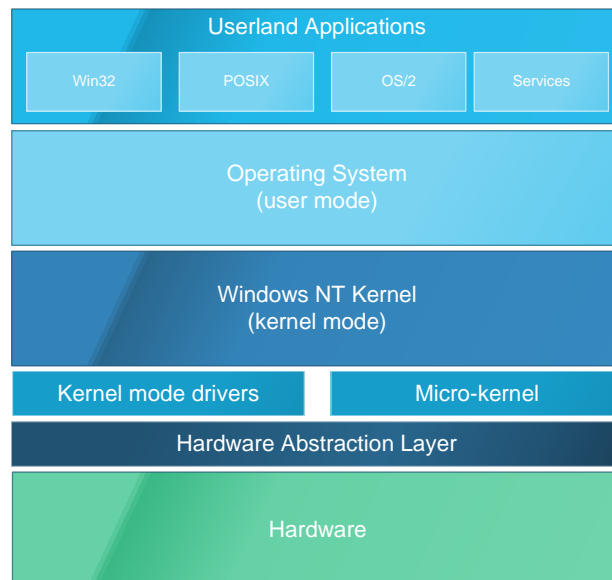 Userland Applications
Win32
POSIX
OS/2
Services
Operating System
(user mode)
Windows NT Kernel
(kernel mode)
Kernel mode drivers
Micro-kernel
Hardware Abstraction Layer
Hardware